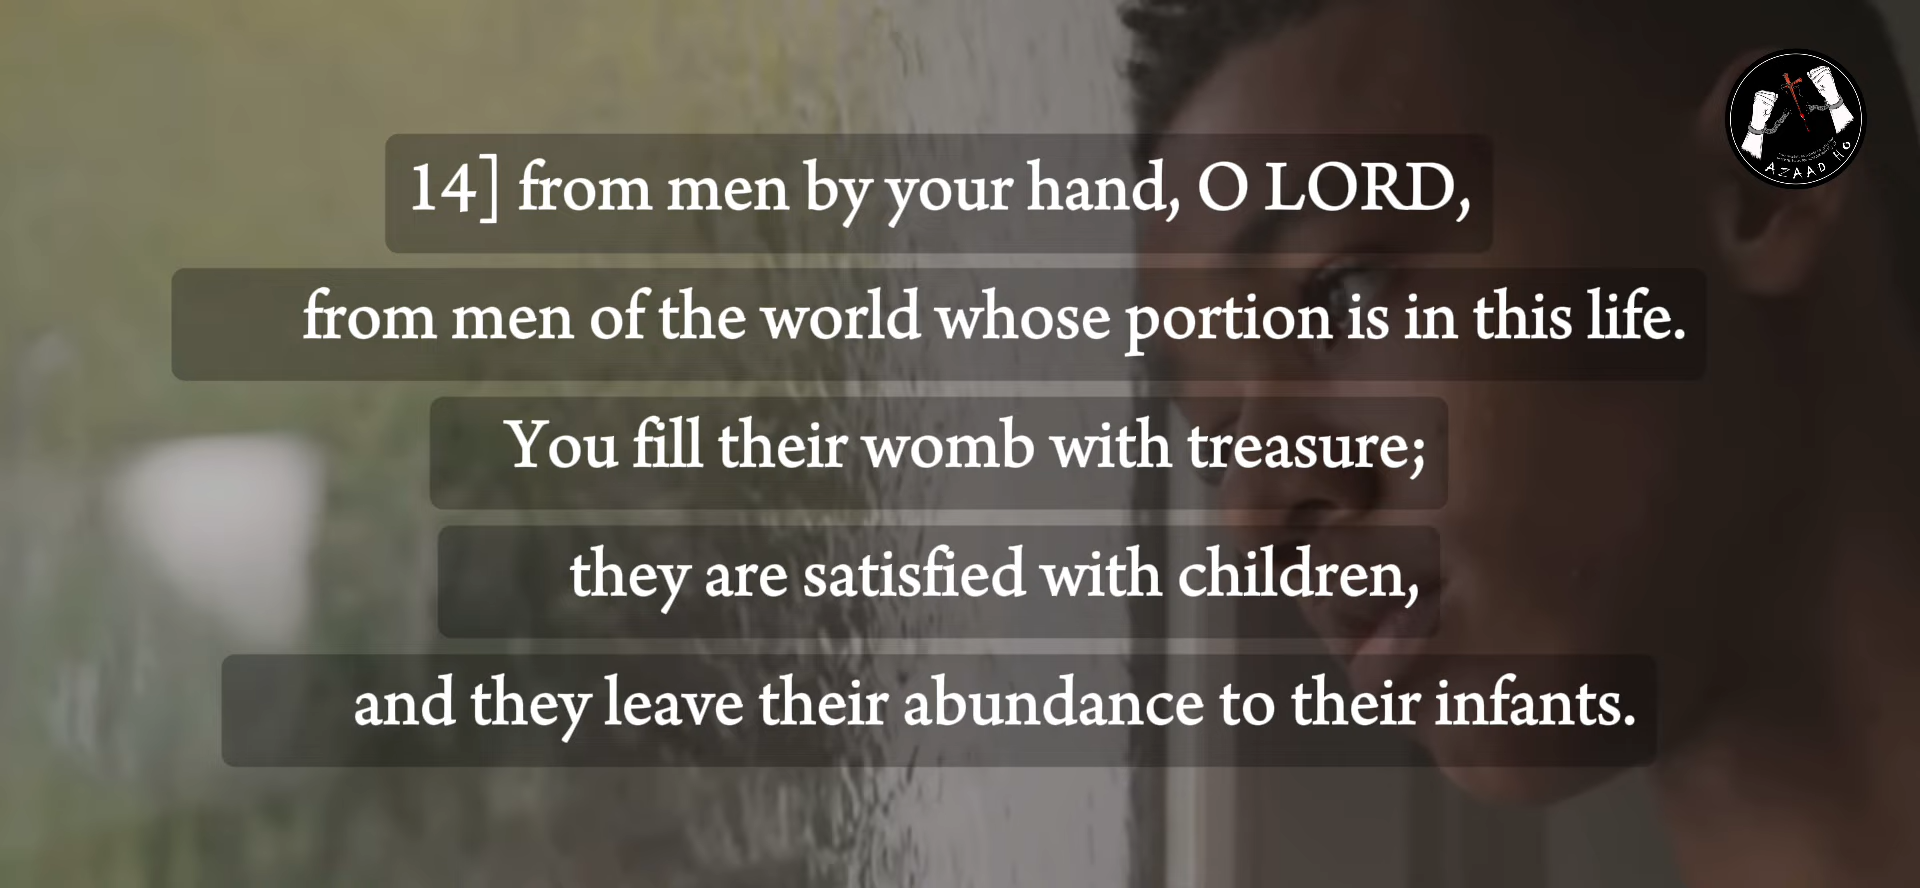 14] from men by your hand, O LORD,
from men of the world whose portion is in this life.
You fill their womb with treasure;
they are satisfied with children,
and they leave their abundance to their infants.
AZAAD HO